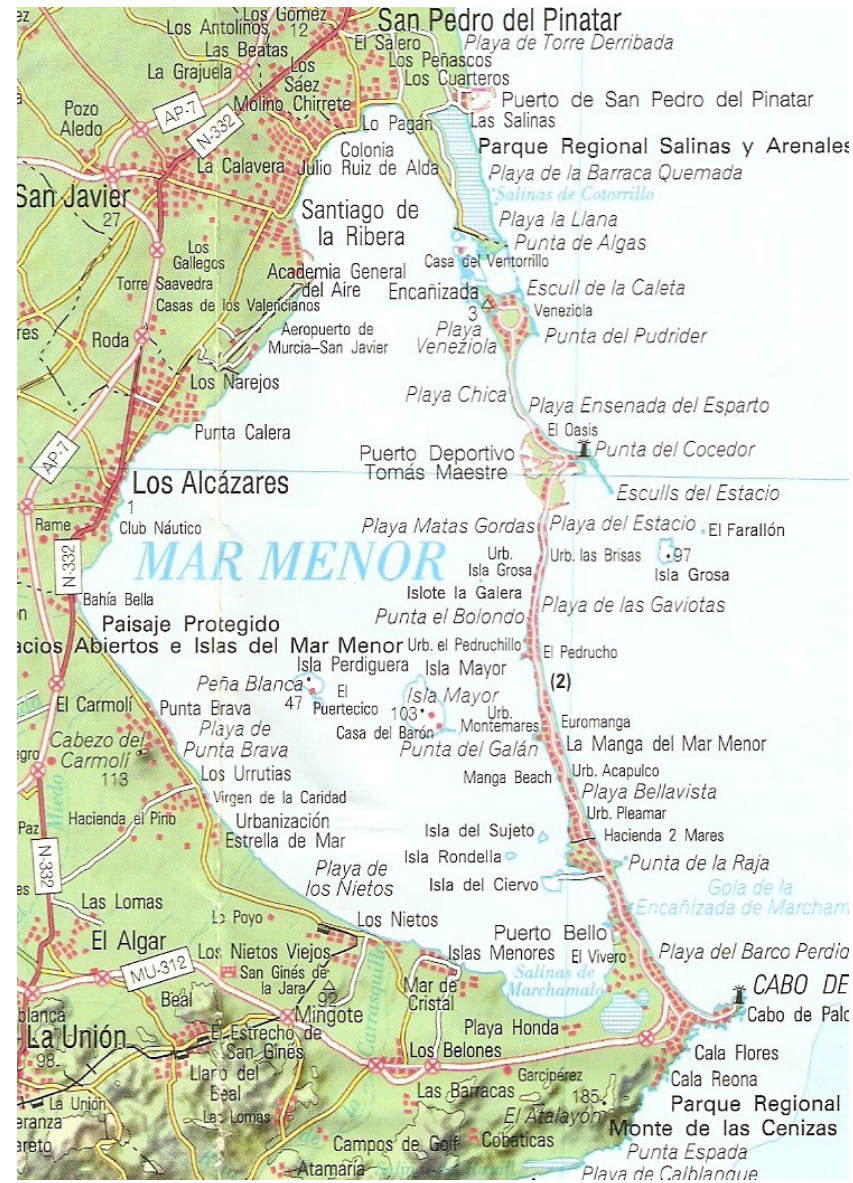 Los Gómez
12
Los Antolinos
San Pedro del Pinatar
Las Beatas
El Salero
Playa de Torre Derribada
La Grajuela
Los
Sáez
Los Peñascos
Los Cuarteros
Molino Chirrete
Puerto de San Pedro del Pinatar
Pozo
Aledo
AP-7
N-332
Lo Pagán
Las Salinas
Colonia
Julio Ruiz de Alda
Parque Regional Salinas y Arenales
La Calavera
Playa de la Barraca Quemada
San Javier
27
Salinas de Cotorrillo
Santiago de
la Ribera
Playa la Llana
Punta de Algas
Los
Gallegos
Casa del Ventorrillo
Academia General
del Aire
Encañizada
3
Escull de la Caleta
Torre Saavedra
Casas de los Valencianos
Veneziola
Roda
Aeropuerto de
Murcia-San Javier
Playa
Veneziola
Punta del Pudrider
Los Narejos
Playa Chica
Playa Ensenada del Esparto
Punta Calera
El Oasis
AP-7
Puerto Deportivo
Tomás Maestre
Punta del Cocedor
Los Alcázares
1
Esculls del Estacio
Rame
Club Náutico
Playa Matas Gordas
Playa del Estacio
El Farallón
N-332
MAR MENOR
Urb.
Isla Grosa
Urb. las Brisas
97
Isla Grosa
Islote la Galera
Bahía Bella
Punta el Bolondo
Playa de las Gaviotas
Paisaje Protegido
acios Abiertos e Islas del Mar Menor
Urb. el Pedruchillo
El Pedrucho
Isla Perdiguera
Isla Mayor
(2)
Peña Blanca
47
El
Puertecico
Isla Mayor
103
El Carmolí
Punta Brava
Casa del Barón
Urb.
Montemares
Euromanga
Playa de
Punta Brava
Cabezo del
Carmolí
113
Punta del Galán
La Manga del Mar Menor
Los Urrutias
Manga Beach
Urb. Acapulco
Miedo
Virgen de la Caridad
Playa Bellavista
Hacienda el Pino
Urbanización
Estrella de Mar
Urb. Pleamar
Isla del Sujeto
Hacienda 2 Mares
Paz
N-332
Isla Rondella
Punta de la Raja
Playa de
los Nietos
Isla del Ciervo
Gola de la
Encañizada de Marcham
Las Lomas
Lo Poyo
Los Nietos
El Algar
Puerto Bello
MU-312
Los Nietos Viejos
Islas Menores
El Vivero
Playa del Barco Perdid
San Ginés de
la Jara
92
Salinas de
Marchamalo
CABO DE
Beal
Mar de
Cristal
Mingote
Cabo de Palo
Carrasquilla
La Unión
98
El Estrecho de
San Ginés
Playa Honda
Los Belones
Cala Flores
Llano del
Beal
Garcipérez
Cala Reona
La Unión
Las Barracas
185
Parque Regional
Las Lomas
El Atalayón
Monte de las Cenizas
Campos de Golf
Cobaticas
Punta Espada
Atamaría
Playa de Calblanque